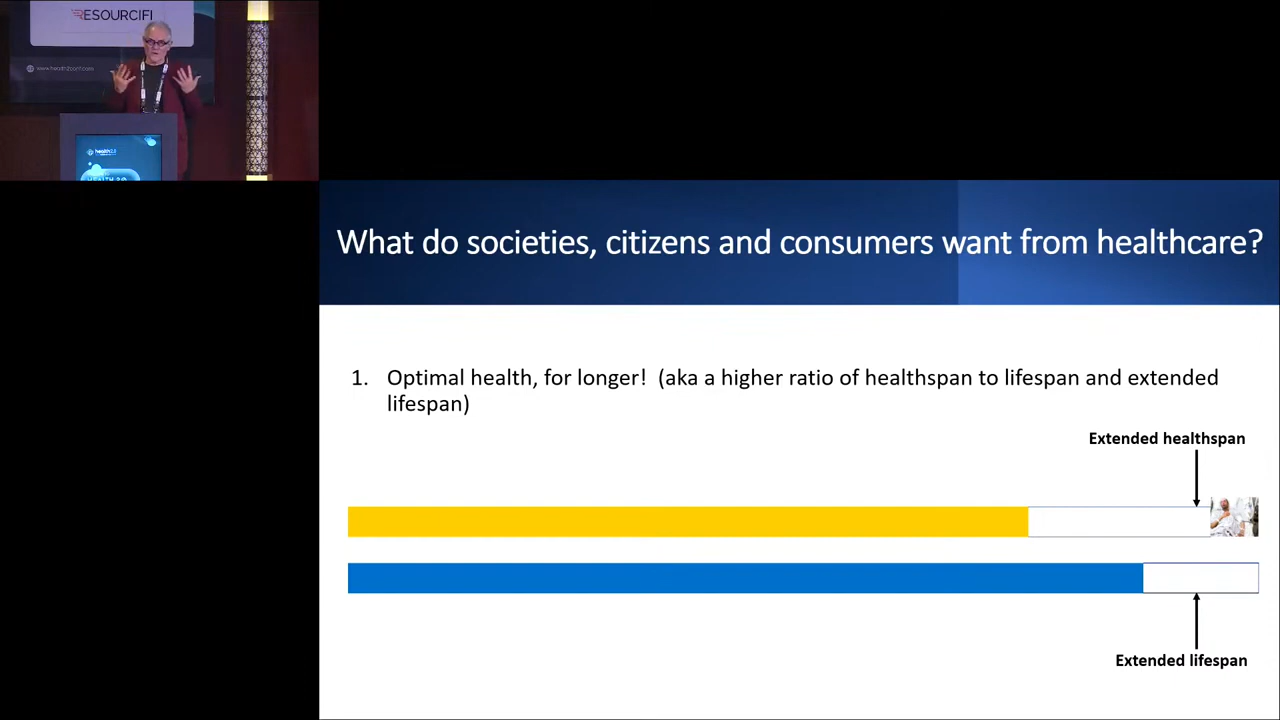 RESOURCIFI
What do societies, citizens and consumers want from healthcare?
1. Optimal health, for longer! (aka a higher ratio of healthspan to lifespan and extended
lifespan)
Extended healthspan
Extended lifespan